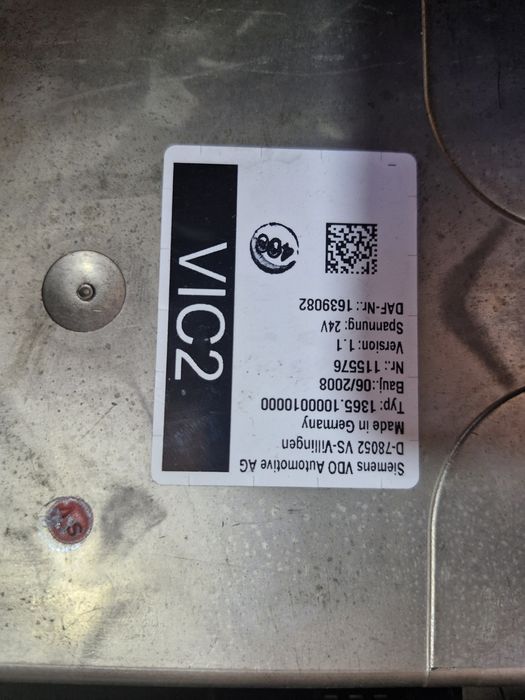 VIC2
Siemens VDO Automotive AG
D-78052 VS-Villingen
Made in Germany
Typ: 1365.1000010000
Bauj.:06/2008
Nr.: 115576
Version: 1.1
Spannung: 24V
DAF-Nr.: 1639082